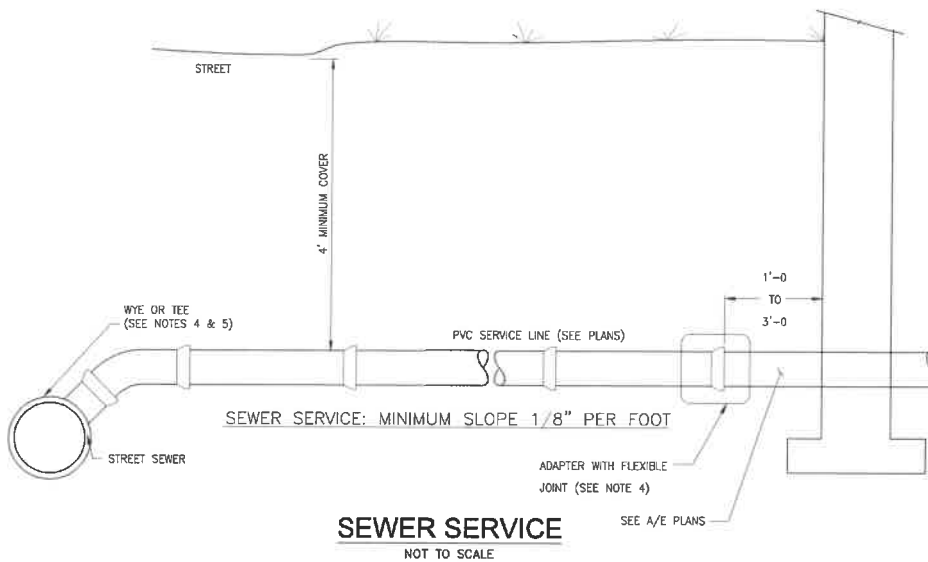 STREET
4' MINIMUM COVER
1'-0
TO
3'-0
WYE OR TEE
(SEE NOTES 4 & 5)
PVC SERVICE LINE (SEE PLANS)
SEWER SERVICE: MINIMUM SLOPE 1/8" PER FOOT
STREET SEWER
ADAPTER WITH FLEXIBLE
JOINT (SEE NOTE 4)
SEE A/E PLANS
SEWER SERVICE
NOT TO SCALE